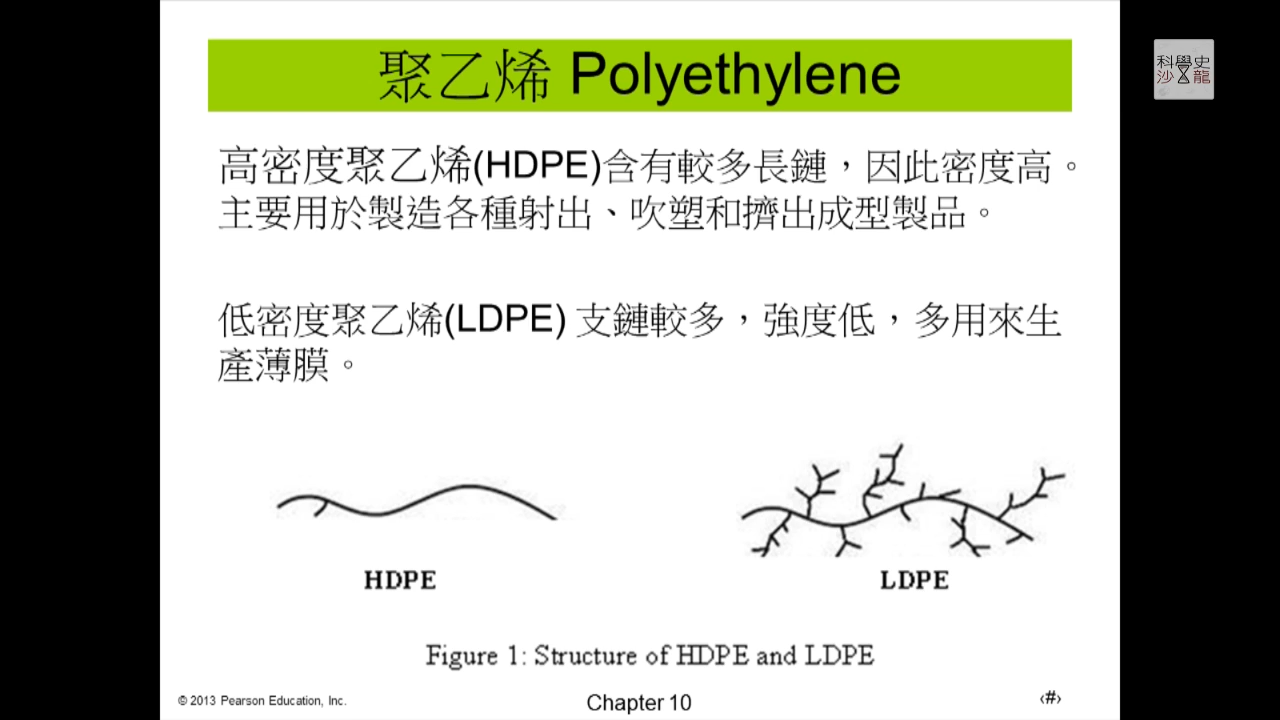 聚乙烯 Polyethylene
科學史
沙龍
高密度聚乙烯(HDPE)含有較多長鏈，因此密度高。
主要用於製造各種射出、吹塑和擠出成型製品。
低密度聚乙烯(LDPE) 支鏈較多，強度低，多用來生
產薄膜。
HDPE
LDPE
Figure 1: Structure of HDPE and LDPE
© 2013 Pearson Education, Inc.
Chapter 10
‹#›